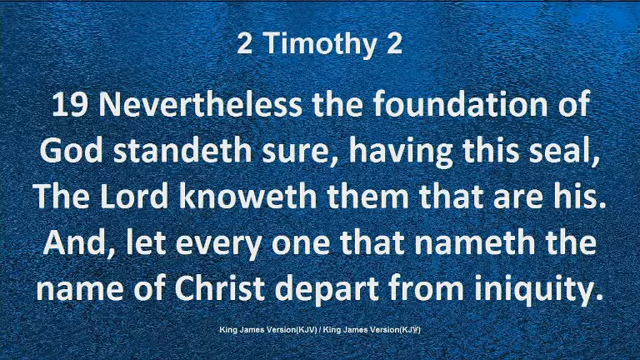 2 Timothy 2
19 Nevertheless the foundation of
God standeth sure, having this seal,
The Lord knoweth them that are his.
And, let every one that nameth the
name of Christ depart from iniquity.
King James Version(KJV) / King James Version(KJV)